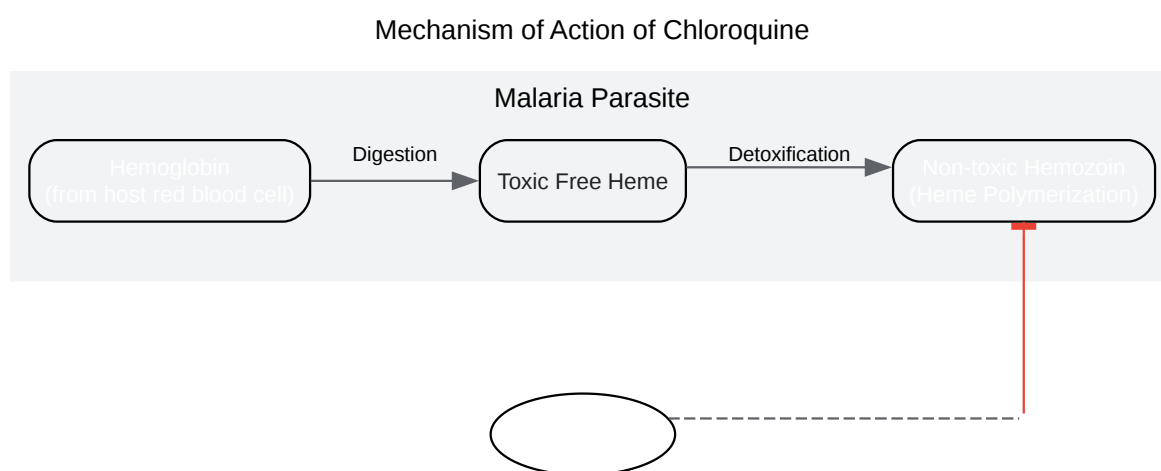 Mechanism of Action of Chloroquine
Malaria Parasite
Hemoglobin
(from host red blood cell)
Digestion
Toxic Free Heme
Detoxification
Non-toxic Hemozoin
(Heme Polymerization)